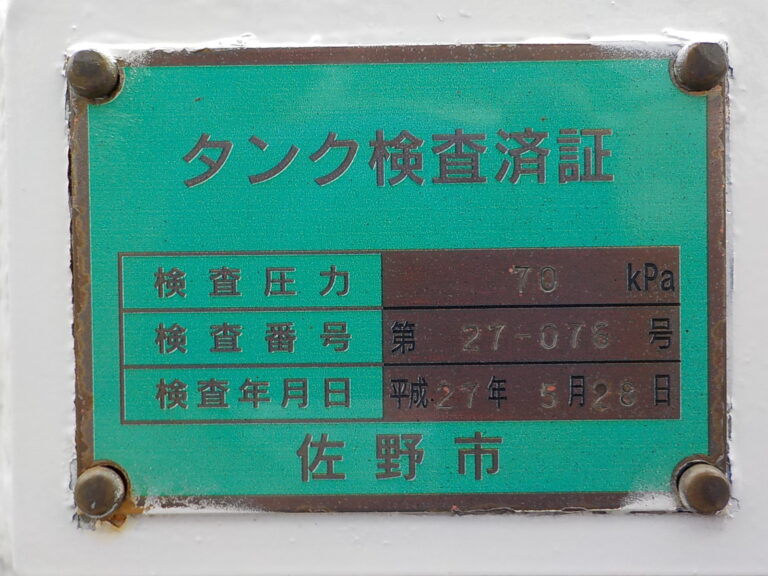 タンク検査済証
検査圧力 70 kPa
検査番号 第 27-076 号
検査年月日 平成27年 5月28日
佐野市